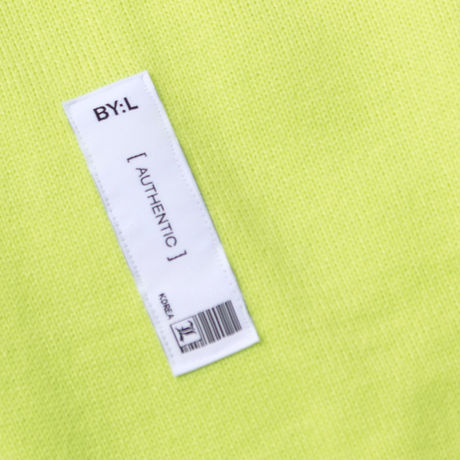 BY:L
[ AUTHENTIC ]
KOREA
L